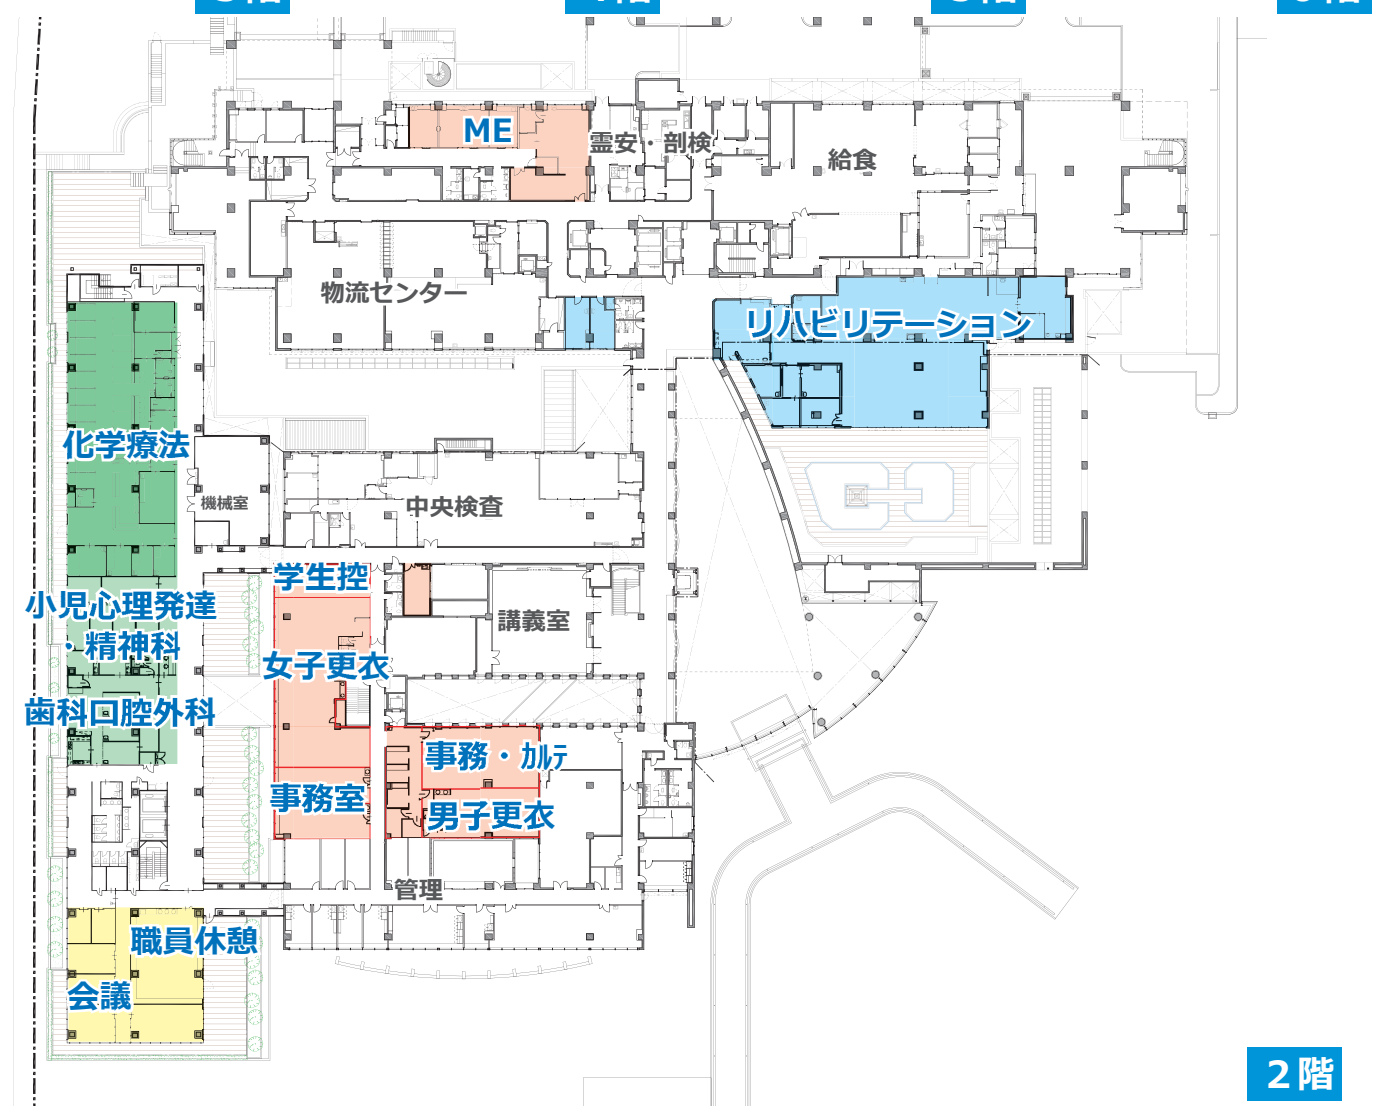 ME
霊安・剖検
給食
物流センター
リハビリテーション
化学療法
機械室
中央検査
学生控
小児心理発達
・精神科
講義室
女子更衣
歯科口腔外科
事務・ｶﾙﾃ
事務室
男子更衣
管理
職員休憩
会議
２階